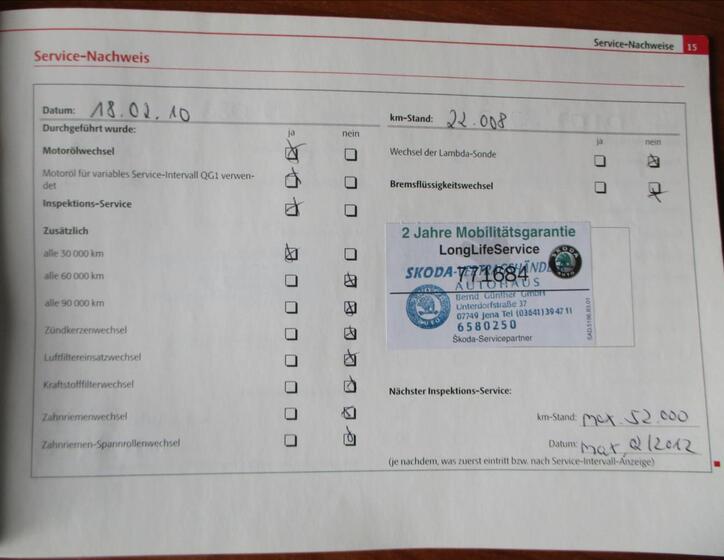 Service-Nachweise 15
Service-Nachweis
Datum: 18.02.10
km-Stand: 22.008
Durchgeführt wurde: ja nein
ja nein
Motorölwechsel
Wechsel der Lambda-Sonde
Motoröl für variables Service-Intervall QG1 verwen-
det
Bremsflüssigkeitswechsel
Inspektions-Service
Zusätzlich
alle 30 000 km
alle 60 000 km
alle 90 000 km
Zündkerzenwechsel
Luftfiltereinsatzwechsel
Kraftstofffilterwechsel
Zahnriemenwechsel
Zahnriemen-Spannrollenwechsel
2 Jahre Mobilitätsgarantie
LongLifeService
771684
AUTOHAUS
Bernd Günther GmbH
Unterdorfstraße 37
07749 Jena Tel (03641) 39 47 11
6580250
Škoda-Servicepartner
Nächster Inspektions-Service:
km-Stand: max. 52.000
Datum: max. 2/2012
(je nachdem, was zuerst eintritt bzw. nach Service-Intervall-Anzeige)